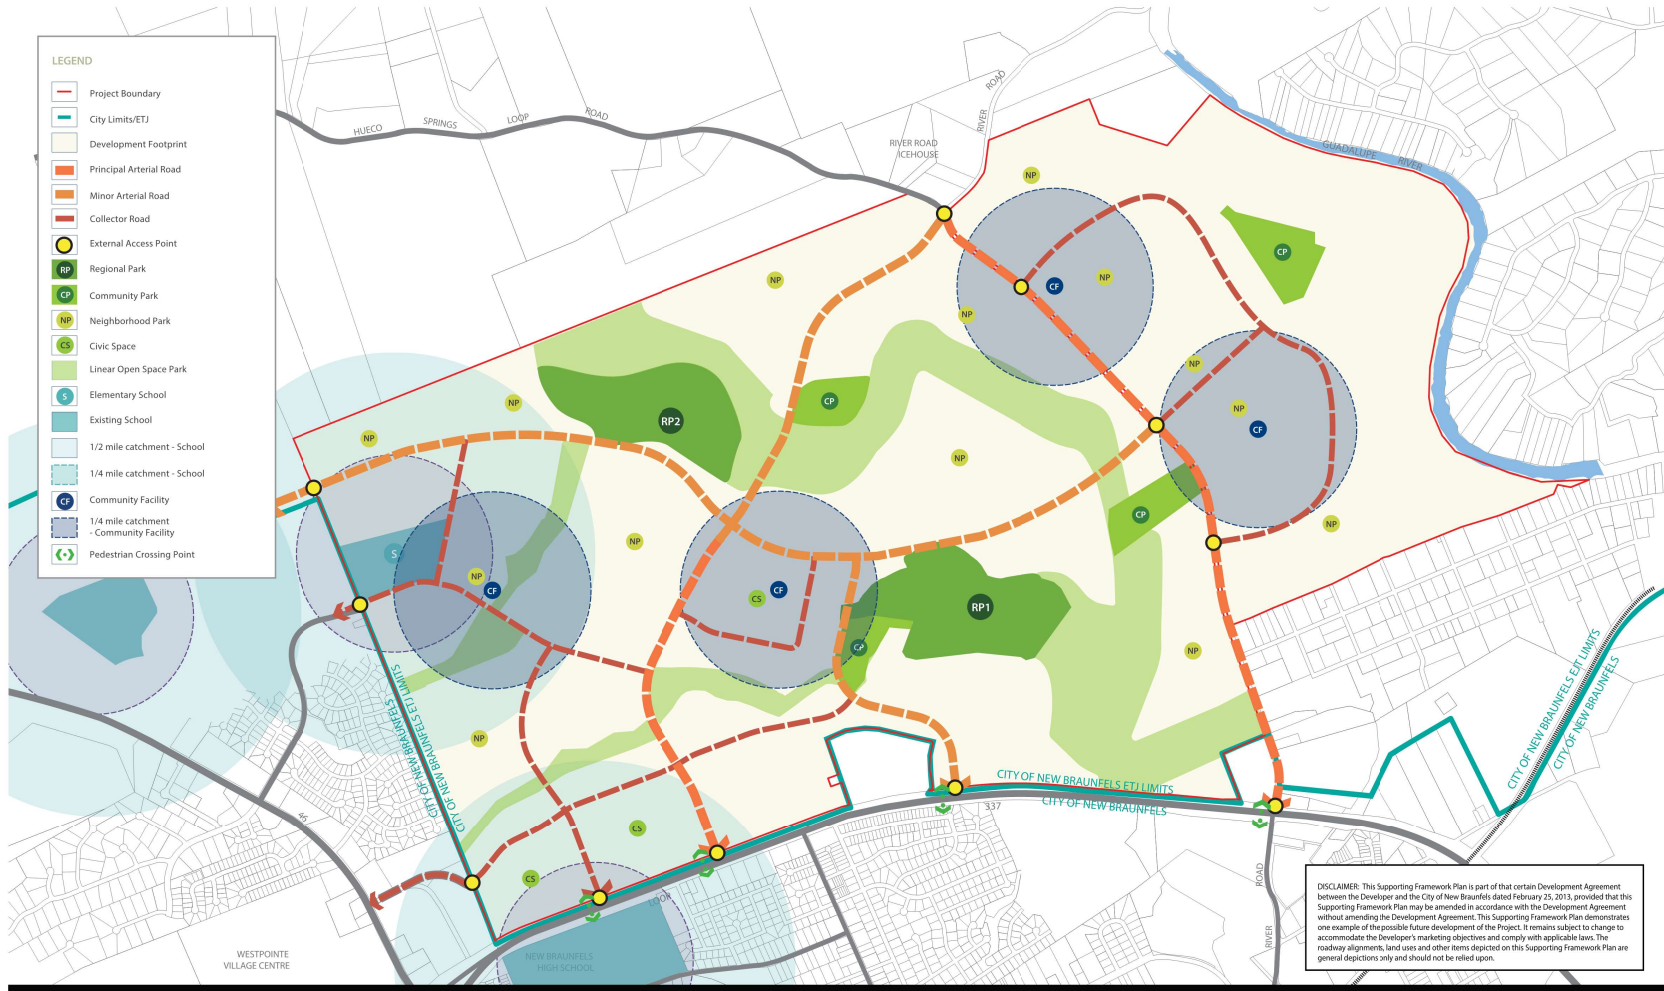 LEGEND
Project Boundary
City Limits/ETJ
Development Footprint
Principal Arterial Road
Minor Arterial Road
Collector Road
External Access Point
RP Regional Park
CP Community Park
NP Neighborhood Park
CS Civic Space
Linear Open Space Park
S Elementary School
Existing School
1/2 mile catchment - School
1/4 mile catchment - School
CF Community Facility
1/4 mile catchment
- Community Facility
Pedestrian Crossing Point
HUECO SPRINGS LOOP ROAD
RIVER ROAD
RIVER ROAD
ICEHOUSE
GUADALUPE RIVER
NP
CP
NP
CF
NP
NP
NP
NP
CF
NP
RP2
CP
NP
NP
NP
CP
NP
NP
S
NP
CF
CS
CF
RP1
CP
NP
NP
CS
CS
CITY OF NEW BRAUNFELS
CITY OF NEW BRAUNFELS ETJ LIMITS
CITY OF NEW BRAUNFELS ETJ LIMITS
CITY OF NEW BRAUNFELS
337
CITY OF NEW BRAUNFELS EJT LIMITS
CITY OF NEW BRAUNFELS
46
LOOP
RIVER ROAD
WESTPOINTE
VILLAGE CENTRE
NEW BRAUNFELS
HIGH SCHOOL
DISCLAIMER: This Supporting Framework Plan is part of that certain Development Agreement
between the Developer and the City of New Braunfels dated February 25, 2013, provided that this
Supporting Framework Plan may be amended in accordance with the Development Agreement
without amending the Development Agreement. This Supporting Framework Plan demonstrates
one example of the possible future development of the Project. It remains subject to change to
accommodate the Developer's marketing objectives and comply with applicable laws. The
roadway alignments, land uses and other items depicted on this Supporting Framework Plan are
general depictions only and should not be relied upon.